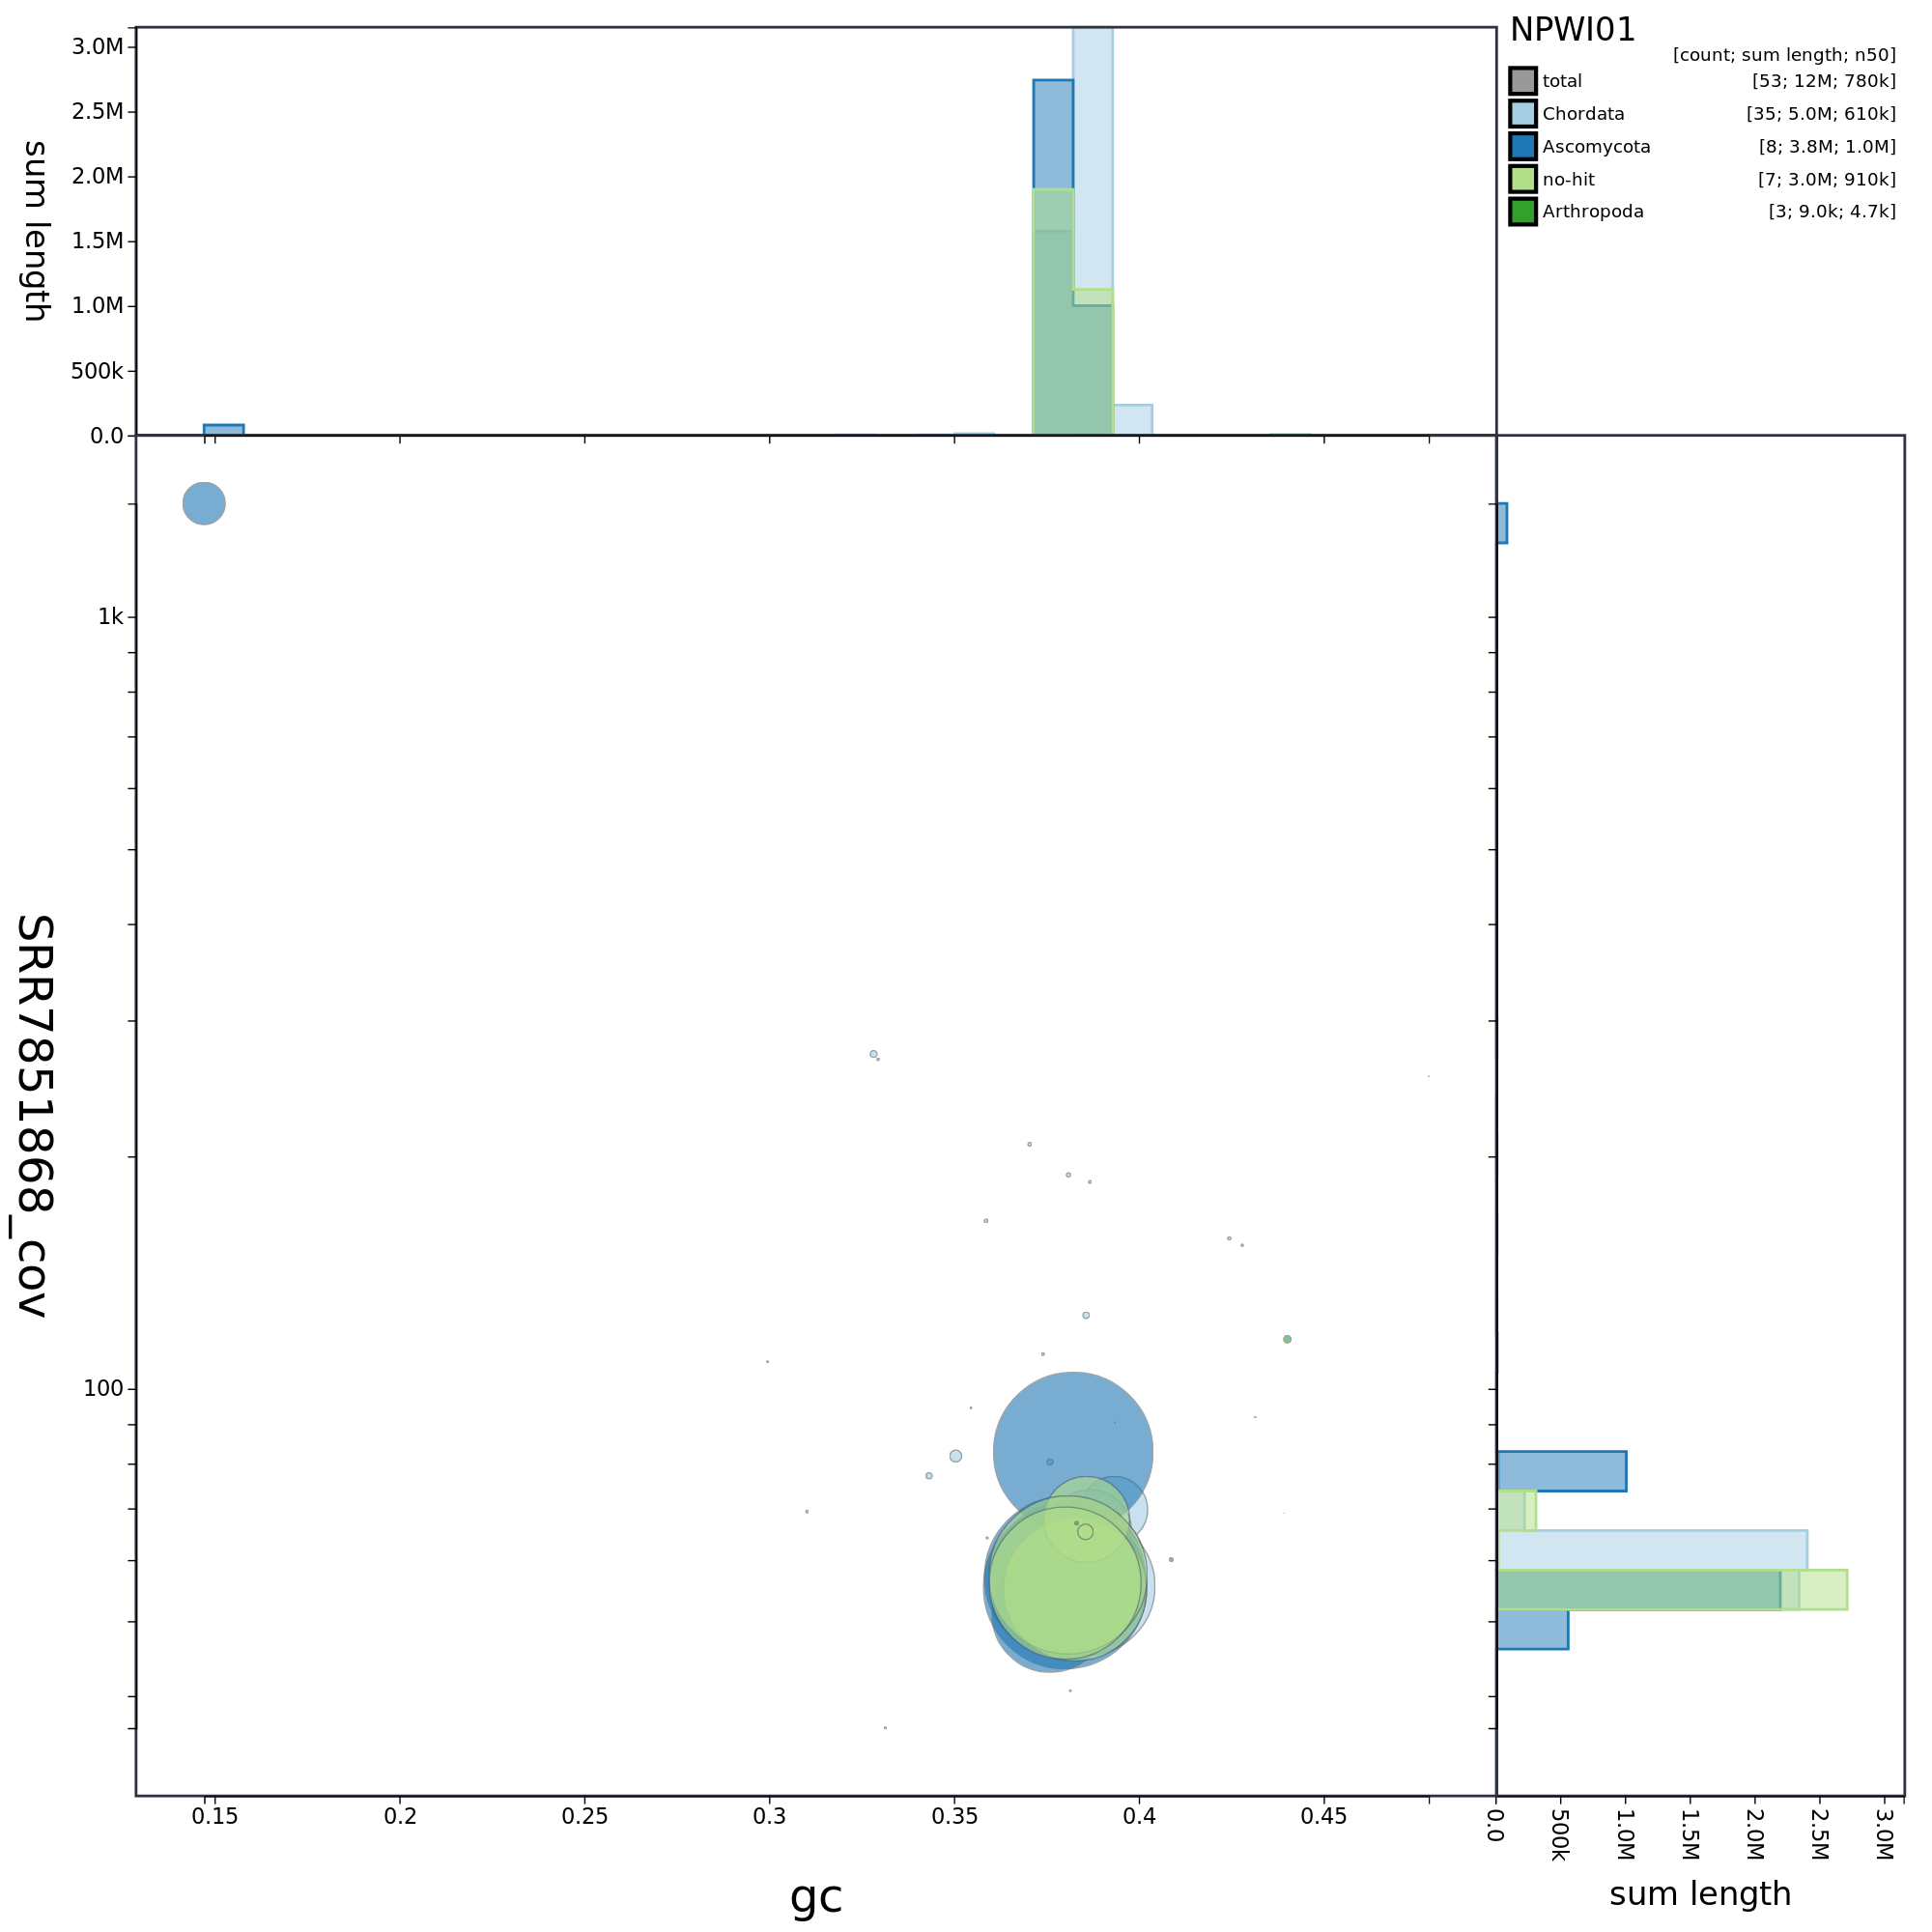 NPWI01
[count; sum length; n50]
total [53; 12M; 780k]
Chordata [35; 5.0M; 610k]
Ascomycota [8; 3.8M; 1.0M]
no-hit [7; 3.0M; 910k]
Arthropoda [3; 9.0k; 4.7k]
sum length
3.0M
2.5M
2.0M
1.5M
1.0M
500k
0.0
SRR7851868_cov
1k
100
0.15 0.2 0.25 0.3 0.35 0.4 0.45
gc
0.0 500k 1.0M 1.5M 2.0M 2.5M 3.0M
sum length